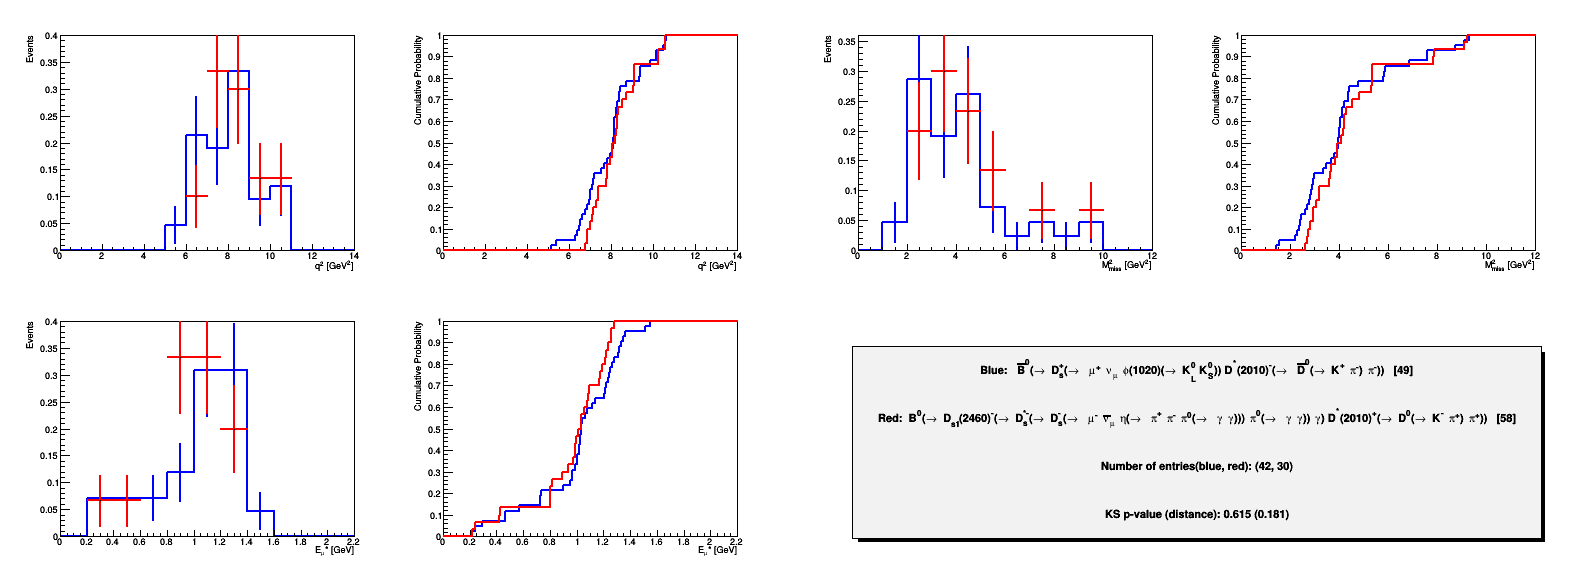 Events
0.4
0.35
0.3
0.25
0.2
0.15
0.1
0.05
0
0 2 4 6 8 10 12 14
q² [GeV²]
Cumulative Probability
1
0.9
0.8
0.7
0.6
0.5
0.4
0.3
0.2
0.1
0
0 2 4 6 8 10 12 14
q² [GeV²]
Events
0.35
0.3
0.25
0.2
0.15
0.1
0.05
0
0 2 4 6 8 10 12
M²miss [GeV²]
Cumulative Probability
1
0.9
0.8
0.7
0.6
0.5
0.4
0.3
0.2
0.1
0
0 2 4 6 8 10 12
M²miss [GeV²]
Events
0.4
0.35
0.3
0.25
0.2
0.15
0.1
0.05
0
0 0.2 0.4 0.6 0.8 1 1.2 1.4 1.6 1.8 2 2.2
Eμ* [GeV]
Cumulative Probability
1
0.9
0.8
0.7
0.6
0.5
0.4
0.3
0.2
0.1
0 0.2 0.4 0.6 0.8 1 1.2 1.4 1.6 1.8 2 2.2
Eμ* [GeV]
Blue: B̅⁰(→ Ds⁺(→ μ⁺ νμ φ(1020)(→ K⁰L K⁰S)) D*(2010)⁻(→ D̅⁰(→ K⁺ π⁻) π⁻)) [49]
Red: B⁰(→ Ds1(2460)⁻(→ Ds*⁻(→ Ds⁻(→ μ⁻ ν̅μ η(→ π⁺ π⁻ π⁰(→ γ γ))) π⁰(→ γ γ)) γ) D*(2010)⁺(→ D⁰(→ K⁻ π⁺) π⁺)) [58]
Number of entries(blue, red): (42, 30)
KS p-value (distance): 0.615 (0.181)